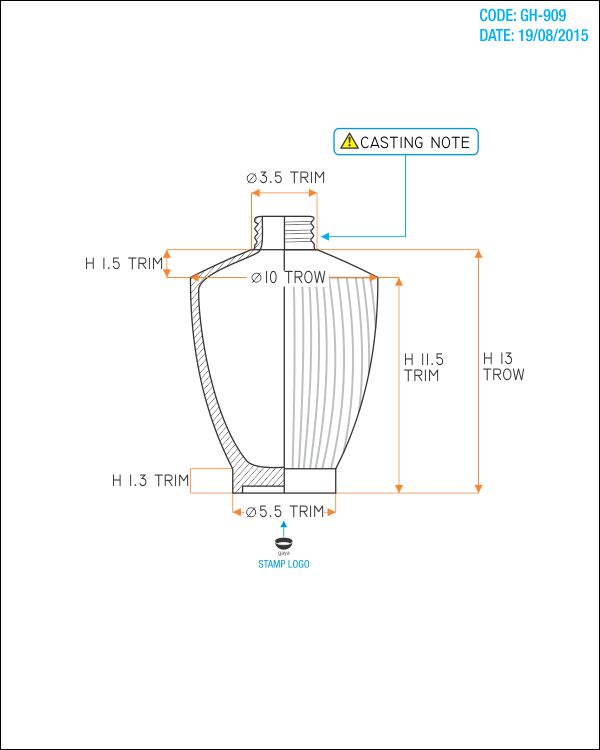 CODE: GH-909
DATE: 19/08/2015
CASTING NOTE
⌀3.5 TRIM
H 1.5 TRIM
⌀10 TROW
H 11.5
TRIM
H 13
TROW
H 1.3 TRIM
⌀5.5 TRIM
gaya
STAMP LOGO